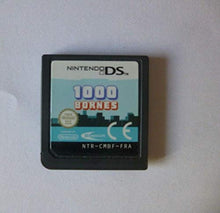 NINTENDO DS
1000
BORNES
CE
NTR-CMBF-FRA